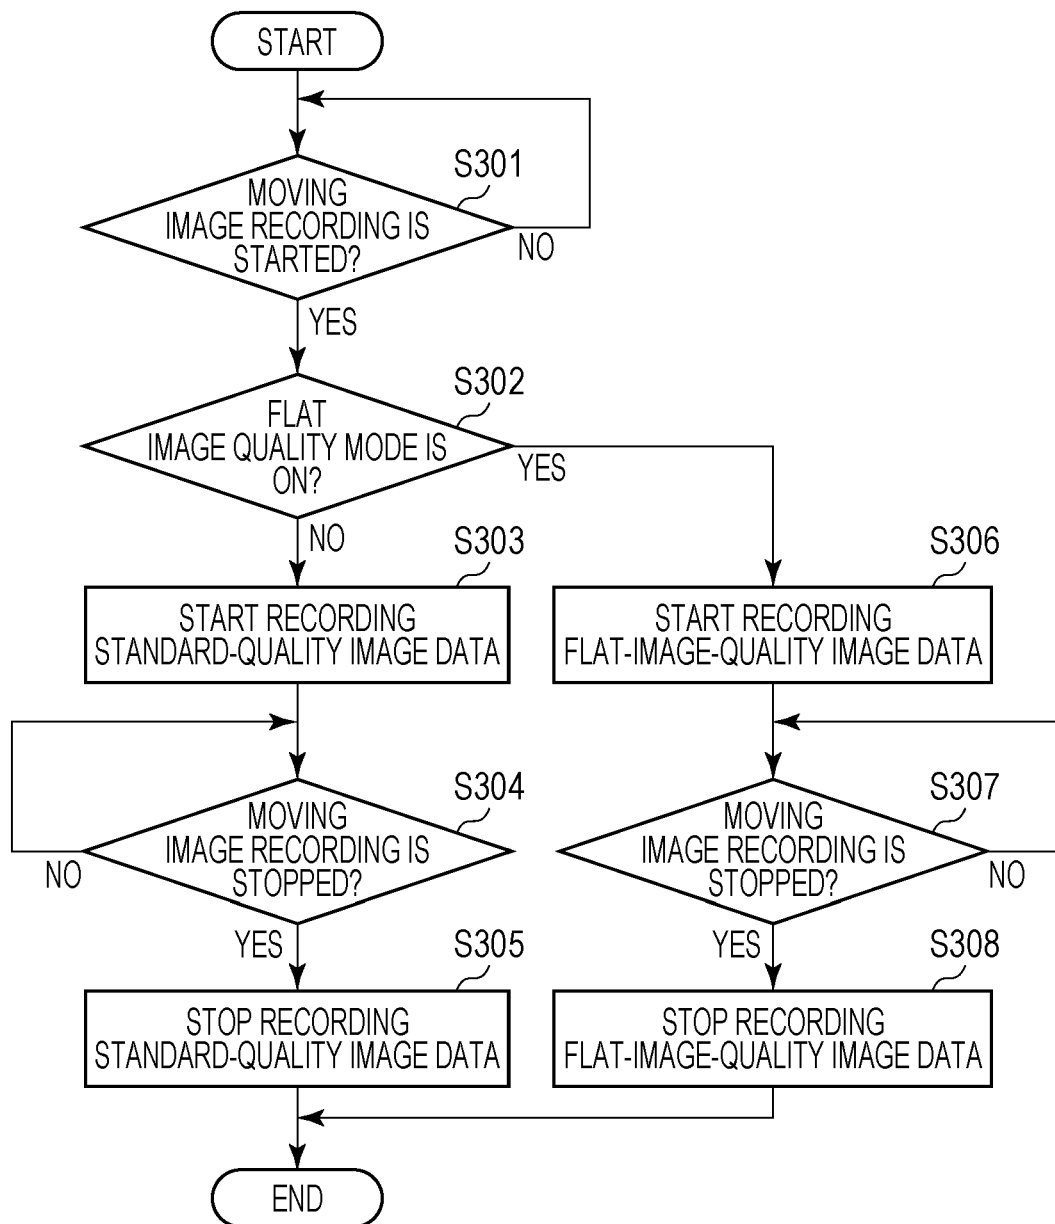 START
S301
MOVING
IMAGE RECORDING IS
STARTED?
NO
YES
S302
FLAT
IMAGE QUALITY MODE IS
ON?
YES
NO
S303
START RECORDING
STANDARD-QUALITY IMAGE DATA
S306
START RECORDING
FLAT-IMAGE-QUALITY IMAGE DATA
S304
MOVING
IMAGE RECORDING IS
STOPPED?
NO
YES
S307
MOVING
IMAGE RECORDING IS
STOPPED?
NO
YES
S305
STOP RECORDING
STANDARD-QUALITY IMAGE DATA
S308
STOP RECORDING
FLAT-IMAGE-QUALITY IMAGE DATA
END